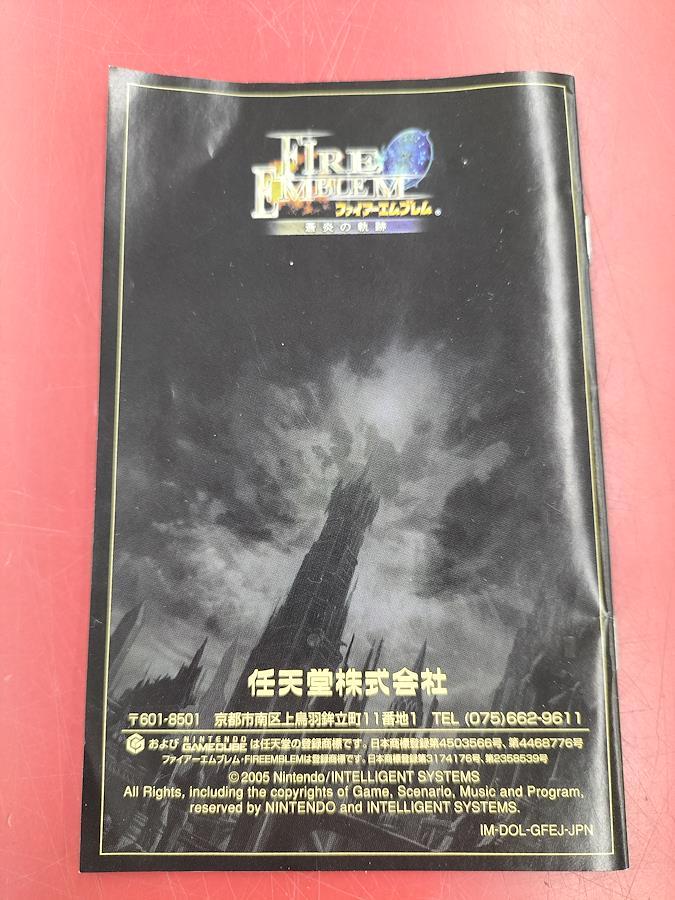 FIRE
EMBLEM
ファイアーエムブレム
蒼炎の軌跡
任天堂株式会社
〒601-8501 京都市南区上鳥羽鉾立町11番地1 TEL (075)662-9611
および NINTENDO GAMECUBE は任天堂の登録商標です。日本商標登録第4503566号、第4468776号
ファイアーエムブレム・FIREEMBLEMは登録商標です。日本商標登録第3174176号、第2358539号
©2005 Nintendo/INTELLIGENT SYSTEMS
All Rights, including the copyrights of Game, Scenario, Music and Program,
reserved by NINTENDO and INTELLIGENT SYSTEMS.
IM-DOL-GFEJ-JPN